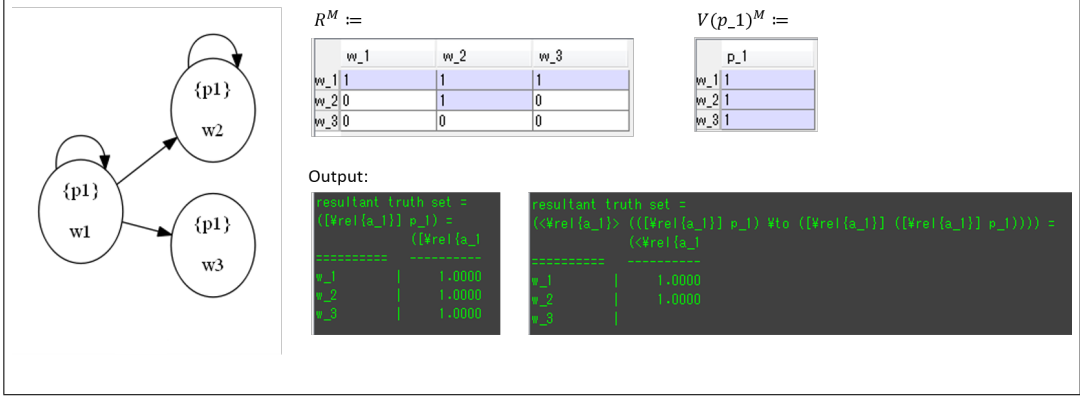 {p1}
w2
{p1}
w1
{p1}
w3
R^M :=
w_1 w_2 w_3
w_1 1 1 1
w_2 0 1 0
w_3 0 0 0
V(p_1)^M :=
p_1
w_1 1
w_2 1
w_3 1
Output:
resultant truth set =
([¥rel{a_1}] p_1) =
([¥rel{a_1
========== ----------
w_1 | 1.0000
w_2 | 1.0000
w_3 | 1.0000
resultant truth set =
(<¥rel{a_1}> (([¥rel{a_1}] p_1) ¥to ([¥rel{a_1}] ([¥rel{a_1}] p_1)))) =
(<¥rel{a_1
========== ----------
w_1 | 1.0000
w_2 | 1.0000
w_3 |